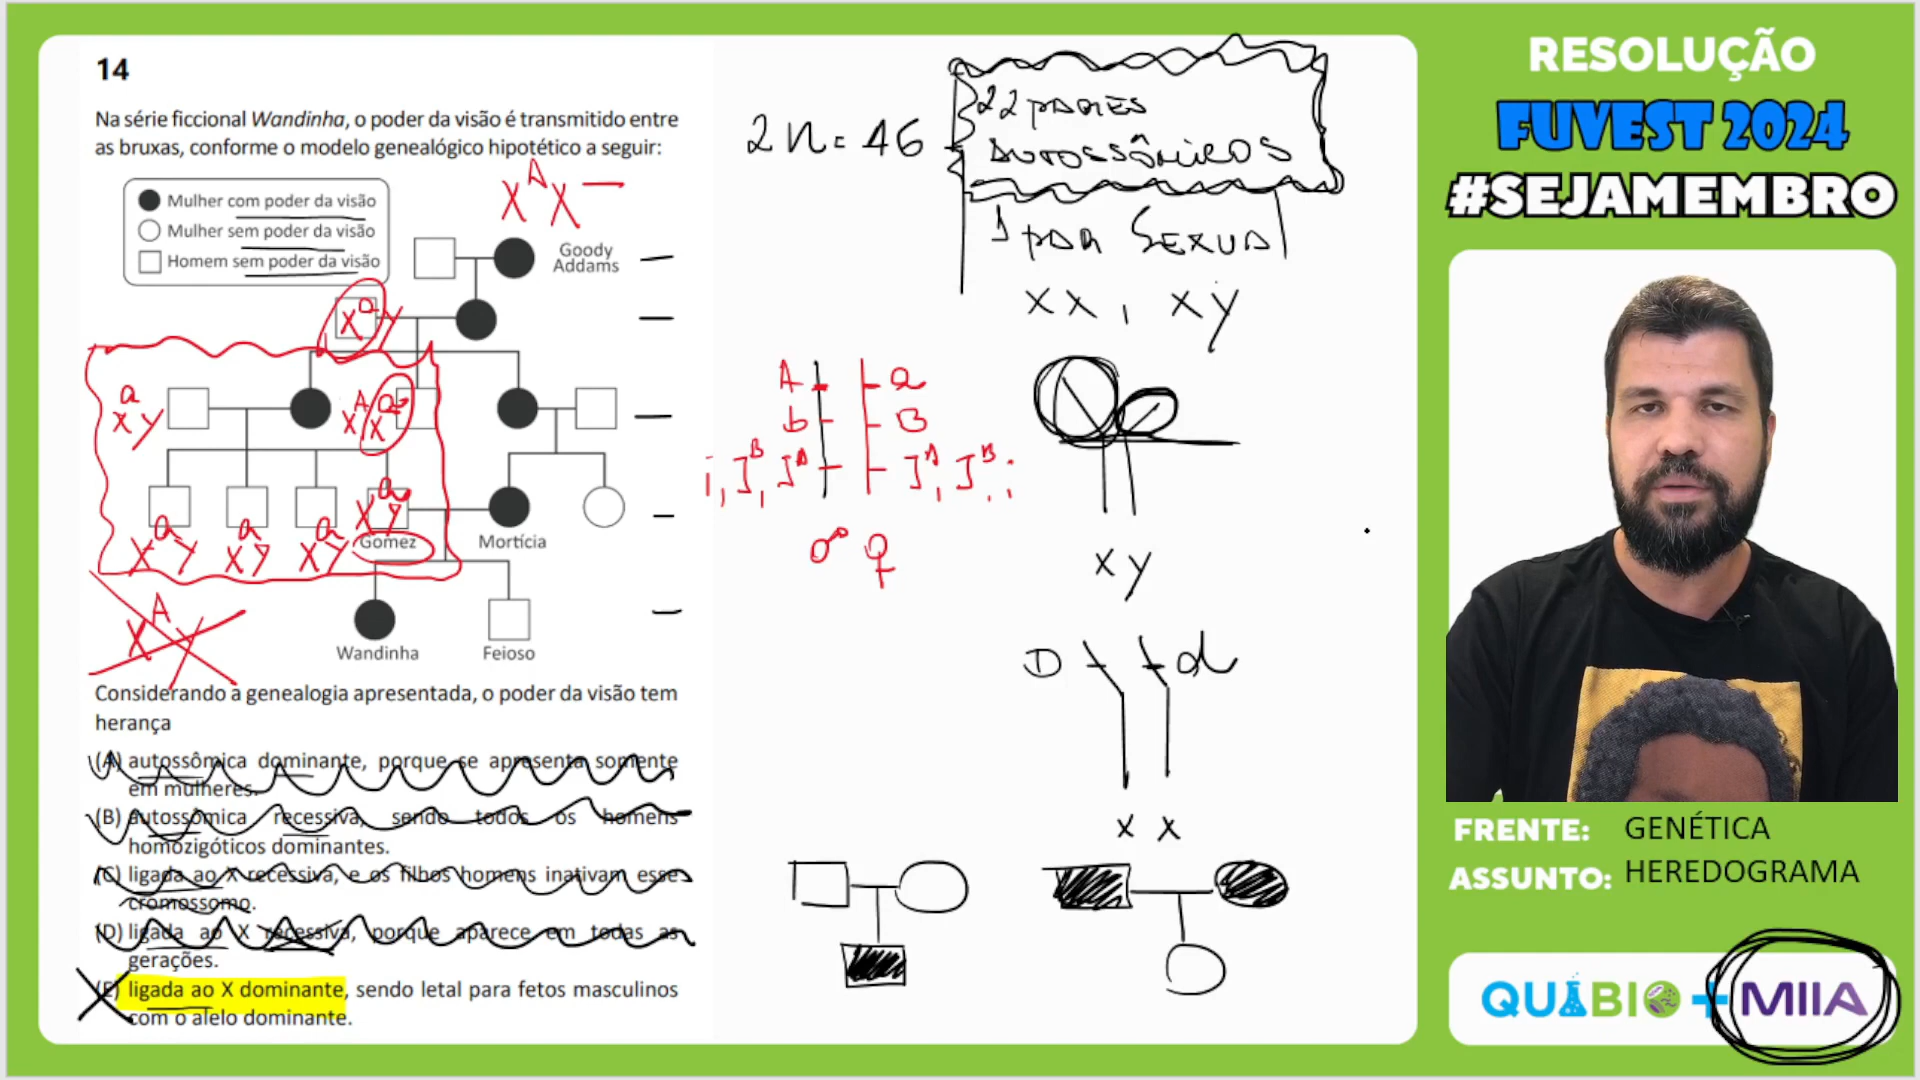 14
Na série ficcional Wandinha, o poder da visão é transmitido entre
as bruxas, conforme o modelo genealógico hipotético a seguir:
Mulher com poder da visão
Mulher sem poder da visão
Homem sem poder da visão
X^A X^–
Goody
Addams
X^a Y
X^a Y
X^A X^a
X^a Y
X^a Y
X^a Y
X^a Y
Gomez
Mortícia
X^A Y
Wandinha
Feioso
Considerando a genealogia apresentada, o poder da visão tem
herança
(A) autossômica dominante, porque se apresenta somente
em mulheres.
(B) autossômica recessiva, sendo todos os homens
homozigóticos dominantes.
(C) ligada ao X recessiva, e os filhos homens inativam esse
cromossomo.
(D) ligada ao X recessiva, porque aparece em todas as
gerações.
(E) ligada ao X dominante, sendo letal para fetos masculinos
com o alelo dominante.
2n = 46
22 pares
autossômicos
1 par sexual
XX, XY
A a
b B
i, I^B, I^A I^A, I^B, i
♂ ♀
X Y
D d
X X
RESOLUÇÃO
FUVEST 2024
#SEJAMEMBRO
FRENTE: GENÉTICA
ASSUNTO: HEREDOGRAMA
QUIBIO + MIIA